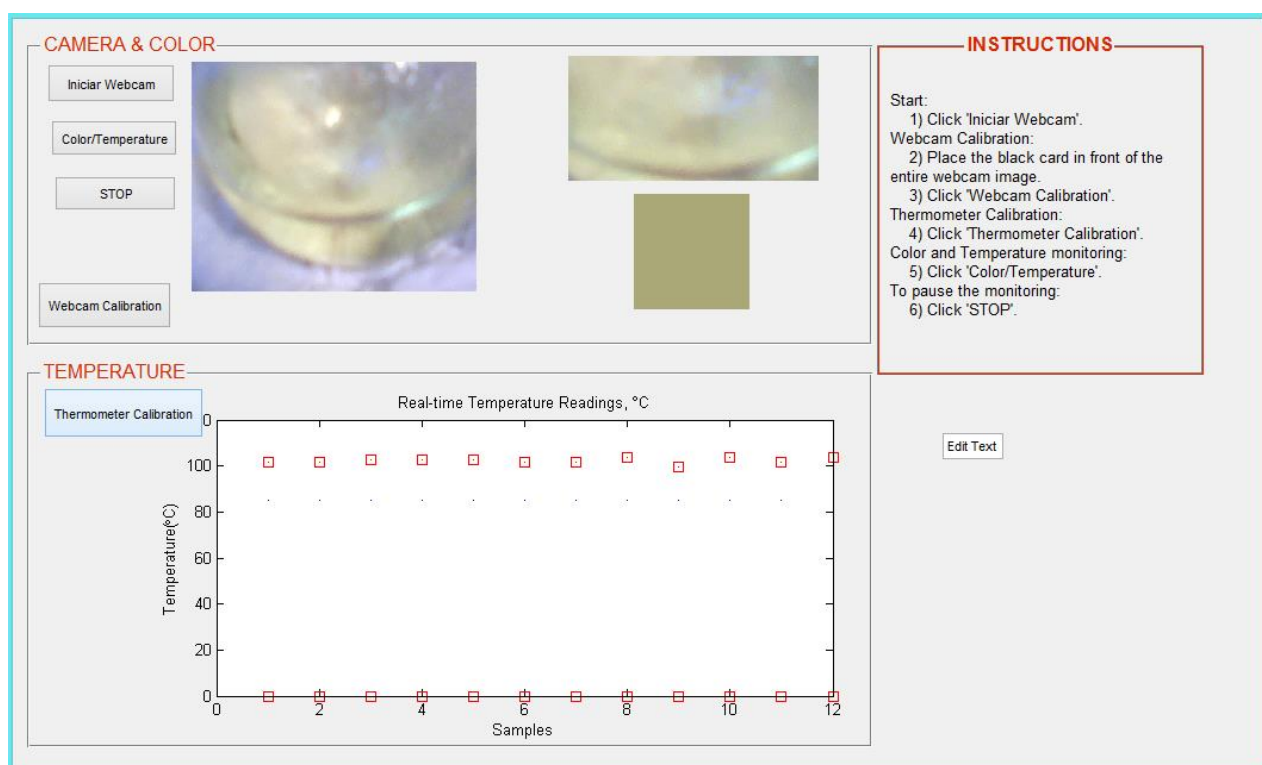 CAMERA & COLOR
Iniciar Webcam
Color/Temperature
STOP
Webcam Calibration
INSTRUCTIONS
Start:
1) Click 'Iniciar Webcam'.
Webcam Calibration:
2) Place the black card in front of the
entire webcam image.
3) Click 'Webcam Calibration'.
Thermometer Calibration:
4) Click 'Thermometer Calibration'.
Color and Temperature monitoring:
5) Click 'Color/Temperature'.
To pause the monitoring:
6) Click 'STOP'.
TEMPERATURE
Thermometer Calibration
Real-time Temperature Readings, °C
0
100
80
60
40
20
0
Temperature(°C)
0 2 4 6 8 10 12
Samples
Edit Text